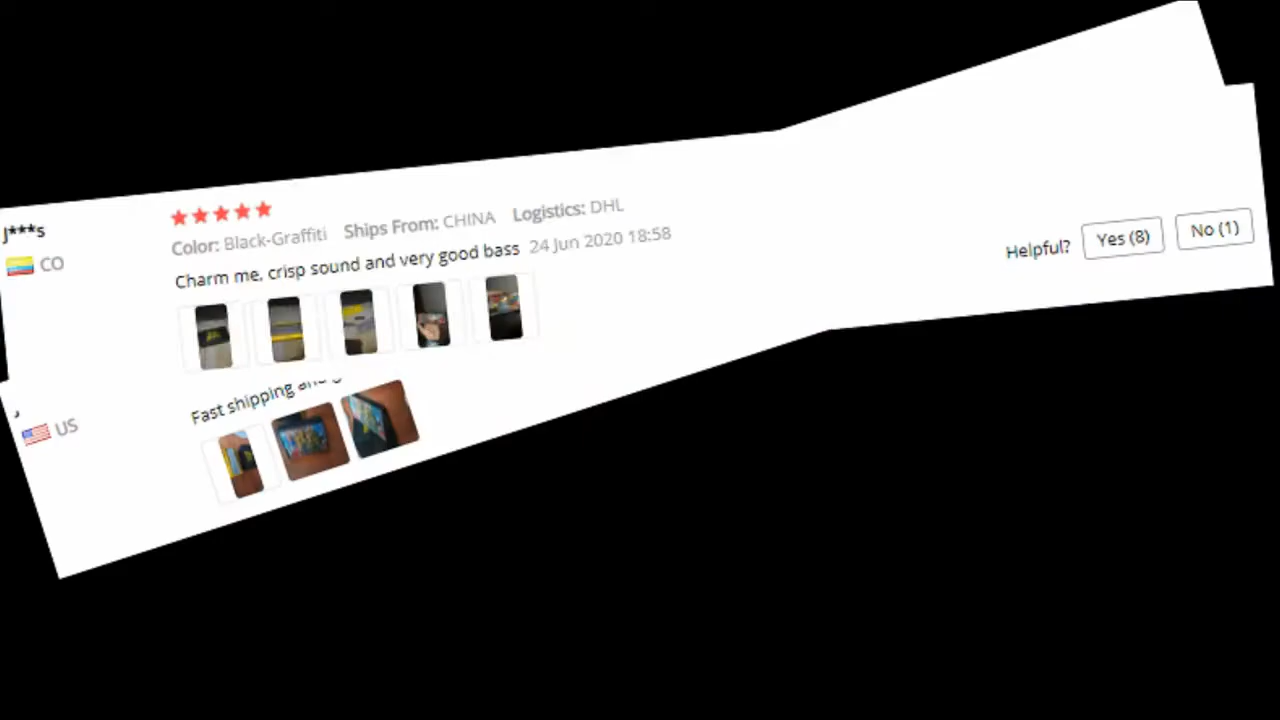 J***s
CO
Color: Black-Graffiti Ships From: CHINA Logistics: DHL
Charm me, crisp sound and very good bass 24 Jun 2020 18:58
Helpful? Yes (8) No (1)
US
Fast shipping